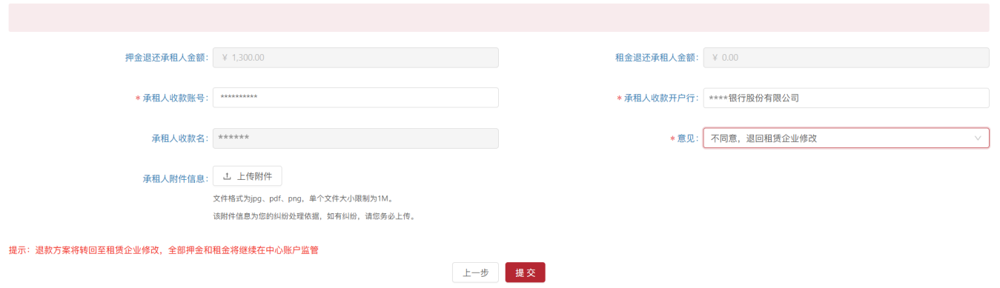 押金退还承租人金额: ¥ 1,300.00
租金退还承租人金额: ¥ 0.00
* 承租人收款账号: **********
* 承租人收款开户行: ****银行股份有限公司
承租人收款名: ******
* 意见: 不同意，退回租赁企业修改
承租人附件信息: 上传附件
文件格式为jpg、pdf、png，单个文件大小限制为1M。
该附件信息为您的纠纷处理依据，如有纠纷，请您务必上传。
提示：退款方案将转回至租赁企业修改，全部押金和租金将继续在中心账户监管
上一步 提 交